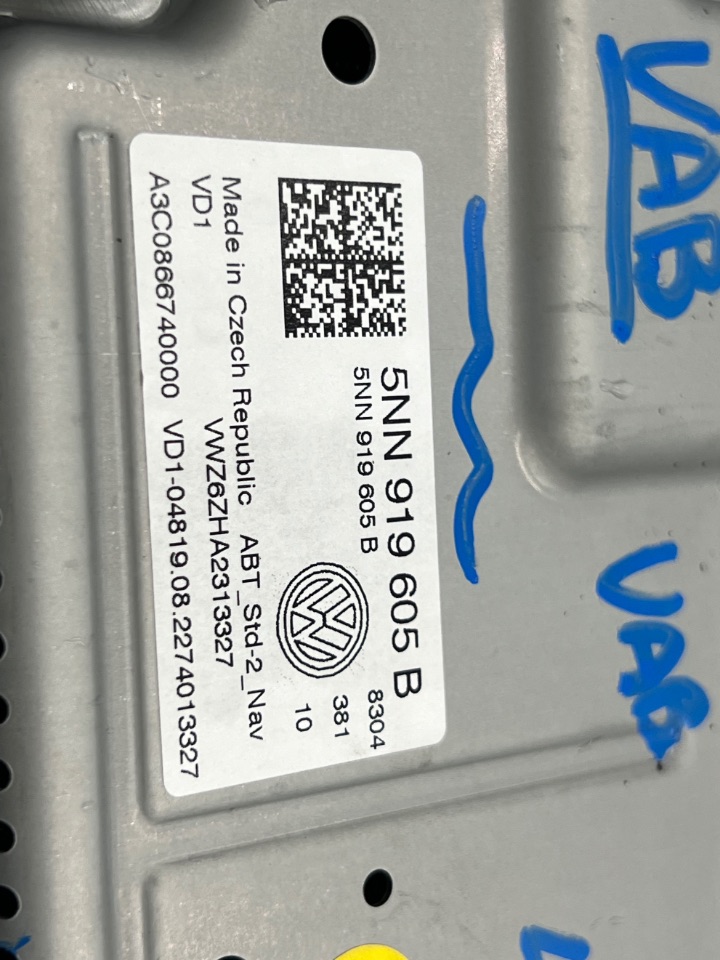 VAB
VAB
5NN 919 605 B
5NN 919 605 B
8304
381
10
Made in Czech Republic ABT_Std-2_Nav
VD1
VWZ6ZHA2313327
A3C0866740000 VD1-04819.08.2274013327